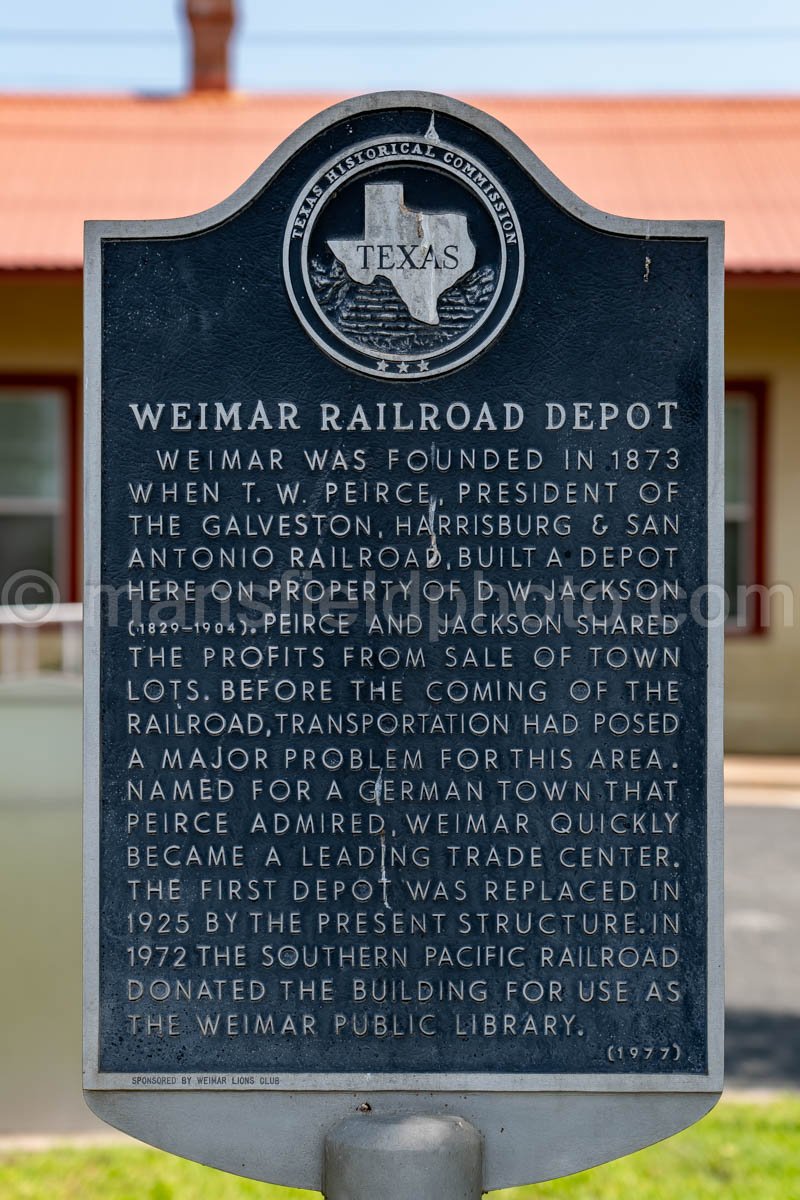 TEXAS HISTORICAL COMMISSION
TEXAS
WEIMAR RAILROAD DEPOT
WEIMAR WAS FOUNDED IN 1873
WHEN T. W. PEIRCE, PRESIDENT OF
THE GALVESTON, HARRISBURG & SAN
ANTONIO RAILROAD, BUILT A DEPOT
HERE ON PROPERTY OF D. W. JACKSON
(1829-1904). PEIRCE AND JACKSON SHARED
THE PROFITS FROM SALE OF TOWN
LOTS. BEFORE THE COMING OF THE
RAILROAD, TRANSPORTATION HAD POSED
A MAJOR PROBLEM FOR THIS AREA.
NAMED FOR A GERMAN TOWN THAT
PEIRCE ADMIRED, WEIMAR QUICKLY
BECAME A LEADING TRADE CENTER.
THE FIRST DEPOT WAS REPLACED IN
1925 BY THE PRESENT STRUCTURE. IN
1972 THE SOUTHERN PACIFIC RAILROAD
DONATED THE BUILDING FOR USE AS
THE WEIMAR PUBLIC LIBRARY.
(1977)
SPONSORED BY WEIMAR LIONS CLUB
© mansfieldphoto.com